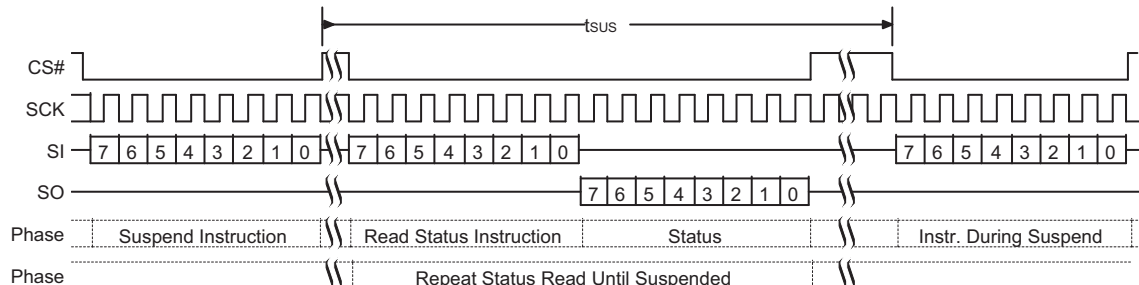 tSUS
CS#
SCK
SI 7 6 5 4 3 2 1 0 7 6 5 4 3 2 1 0 7 6 5 4 3 2 1 0
SO 7 6 5 4 3 2 1 0
Phase Suspend Instruction Read Status Instruction Status Instr. During Suspend
Phase Repeat Status Read Until Suspended